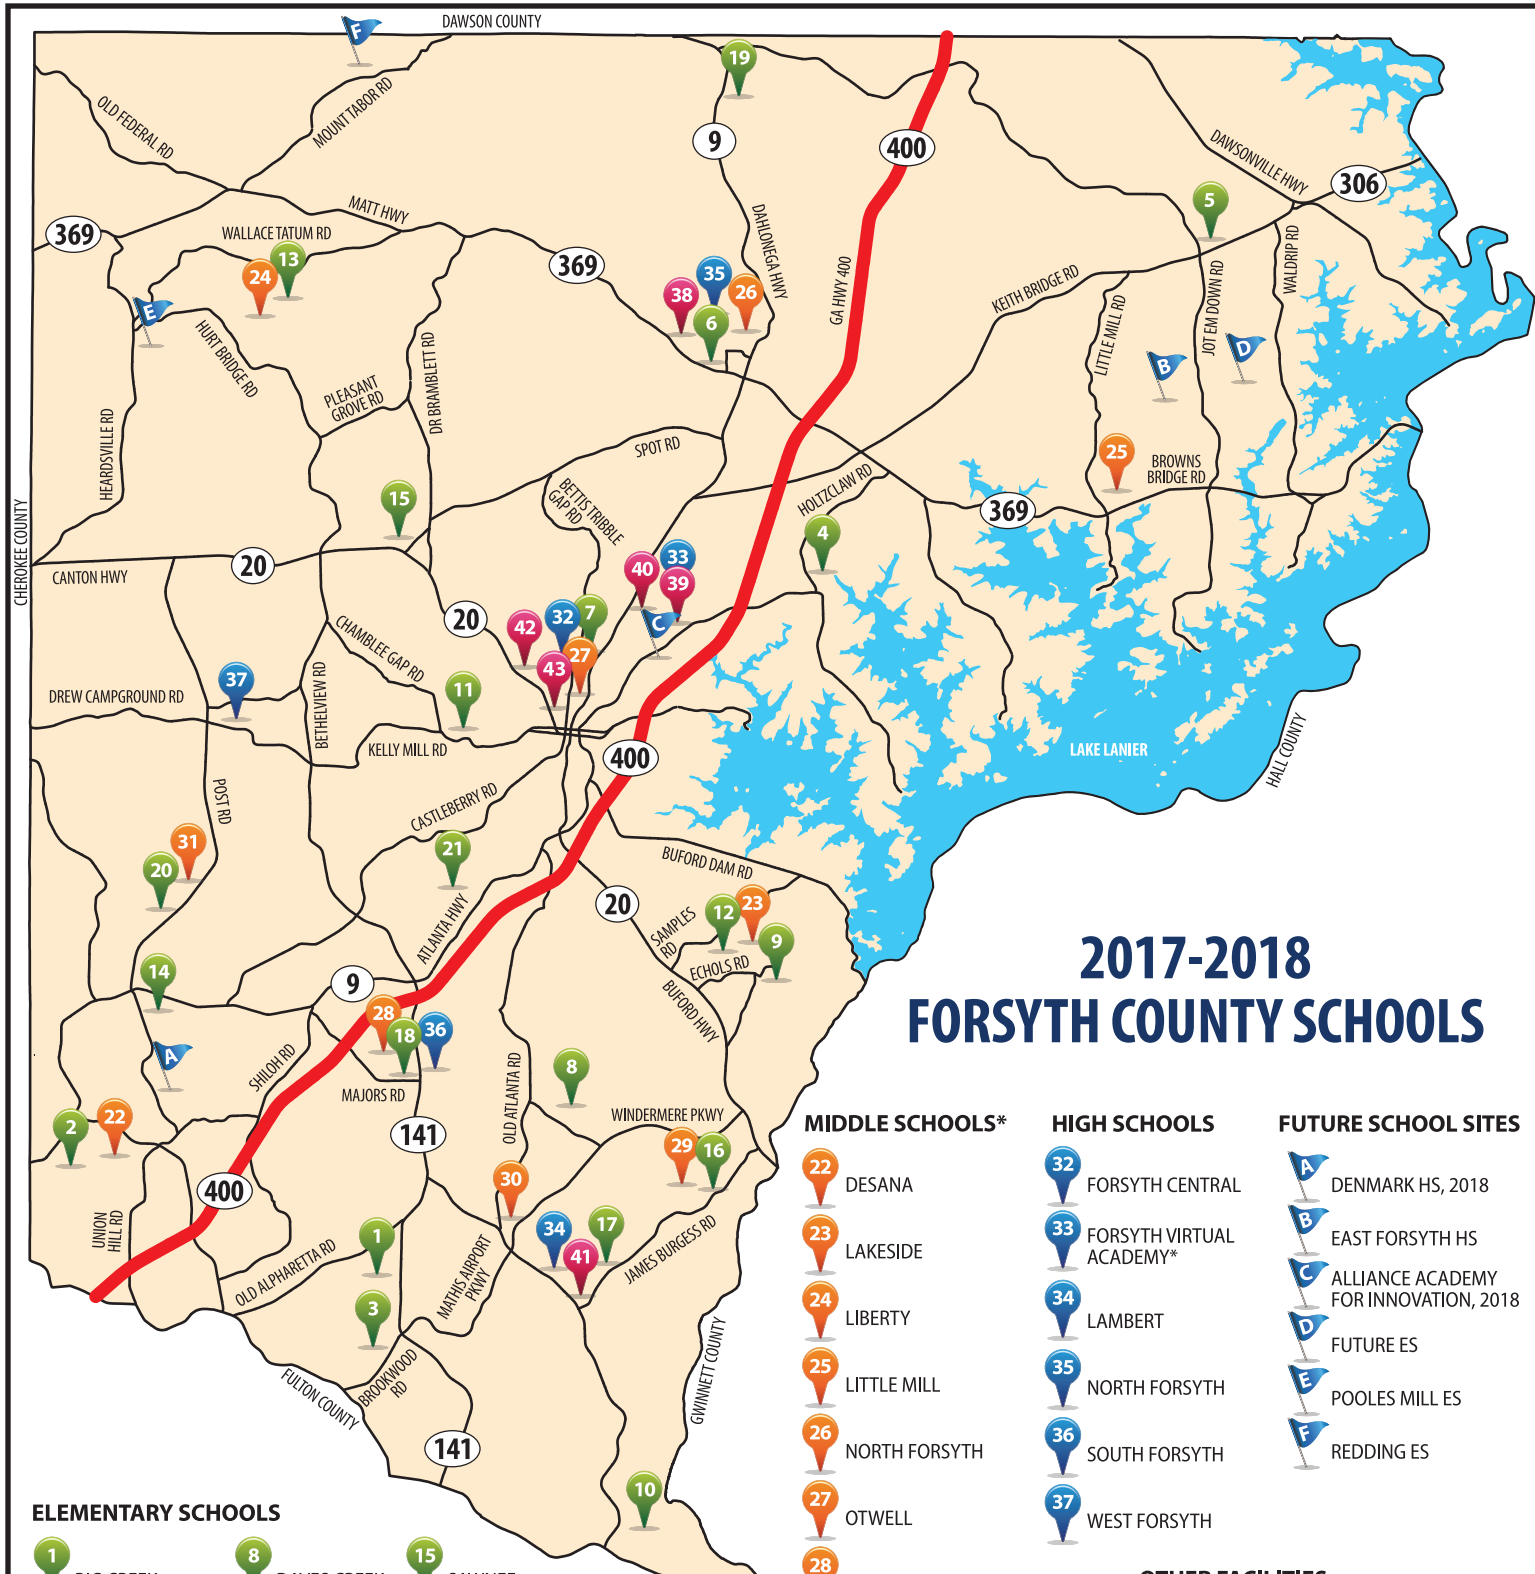 DAWSON COUNTY
F
19
OLD FEDERAL RD
MOUNT TABOR RD
9
400
DAWSONVILLE HWY
306
5
MATT HWY
WALLACE TATUM RD
369
369
DAHLONEGA HWY
13
24
35
38
26
6
GA HWY 400
KEITH BRIDGE RD
JOT EM DOWN RD
WALDRIP RD
LITTLE MILL RD
E
HURT BRIDGE RD
B
D
PLEASANT
GROVE RD
DR BRAMBLETT RD
HEARDSVILLE RD
SPOT RD
25
BROWNS
BRIDGE RD
BETTIS TRIBBLE
GAP RD
HOLTZCLAW RD
15
369
4
CHEROKEE COUNTY
CANTON HWY
20
20
40
33
39
C
42
32
7
27
43
CHAMBLEE GAP RD
37
DREW CAMPGROUND RD
BETHELVIEW RD
11
KELLY MILL RD
400
LAKE LANIER
HALL COUNTY
POST RD
CASTLEBERRY RD
31
20
21
BUFORD DAM RD
20
ATLANTA HWY
SAMPLES
RD
12
23
9
ECHOLS RD
BUFORD HWY
14
9
28
18
36
A
SHILOH RD
MAJORS RD
OLD ATLANTA RD
8
WINDERMERE PKWY
2
22
141
29
16
30
400
UNION
HILL RD
1
34
17
41
JAMES BURGESS RD
OLD ALPHARETTA RD
MATHIS AIRPORT
PKWY
3
BROOKWOOD
RD
FULTON COUNTY
GWINNETT COUNTY
141
10
2017-2018
FORSYTH COUNTY SCHOOLS
MIDDLE SCHOOLS*
22 DESANA
23 LAKESIDE
24 LIBERTY
25 LITTLE MILL
26 NORTH FORSYTH
27 OTWELL
28
HIGH SCHOOLS
32 FORSYTH CENTRAL
33 FORSYTH VIRTUAL
ACADEMY*
34 LAMBERT
35 NORTH FORSYTH
36 SOUTH FORSYTH
37 WEST FORSYTH
FUTURE SCHOOL SITES
A DENMARK HS, 2018
B EAST FORSYTH HS
C ALLIANCE ACADEMY
FOR INNOVATION, 2018
D FUTURE ES
E POOLES MILL ES
F REDDING ES
OTHER FACILITIES
ELEMENTARY SCHOOLS
1
8
15